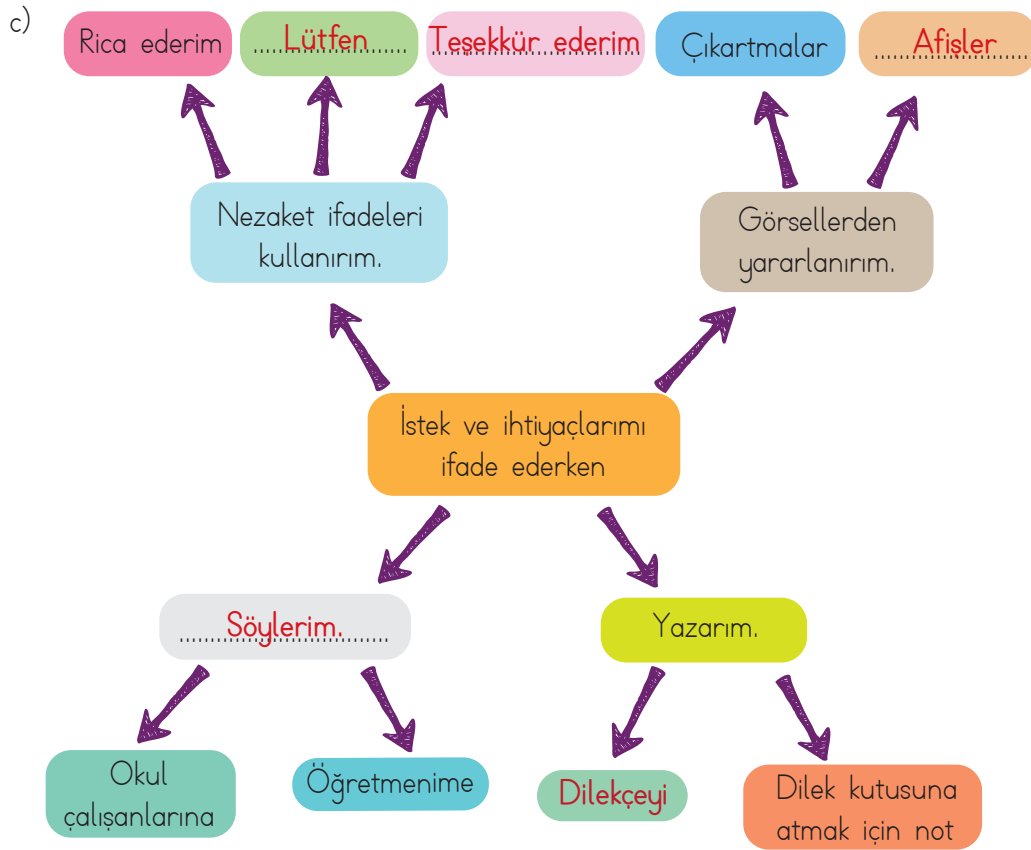 c)
Rica ederim
Lütfen
Teşekkür ederim
Çıkartmalar
Afişler
Nezaket ifadeleri
kullanırım.
Görsellerden
yararlanırım.
İstek ve ihtiyaçlarımı
ifade ederken
Söylerim.
Yazarım.
Okul
çalışanlarına
Öğretmenime
Dilekçeyi
Dilek kutusuna
atmak için not